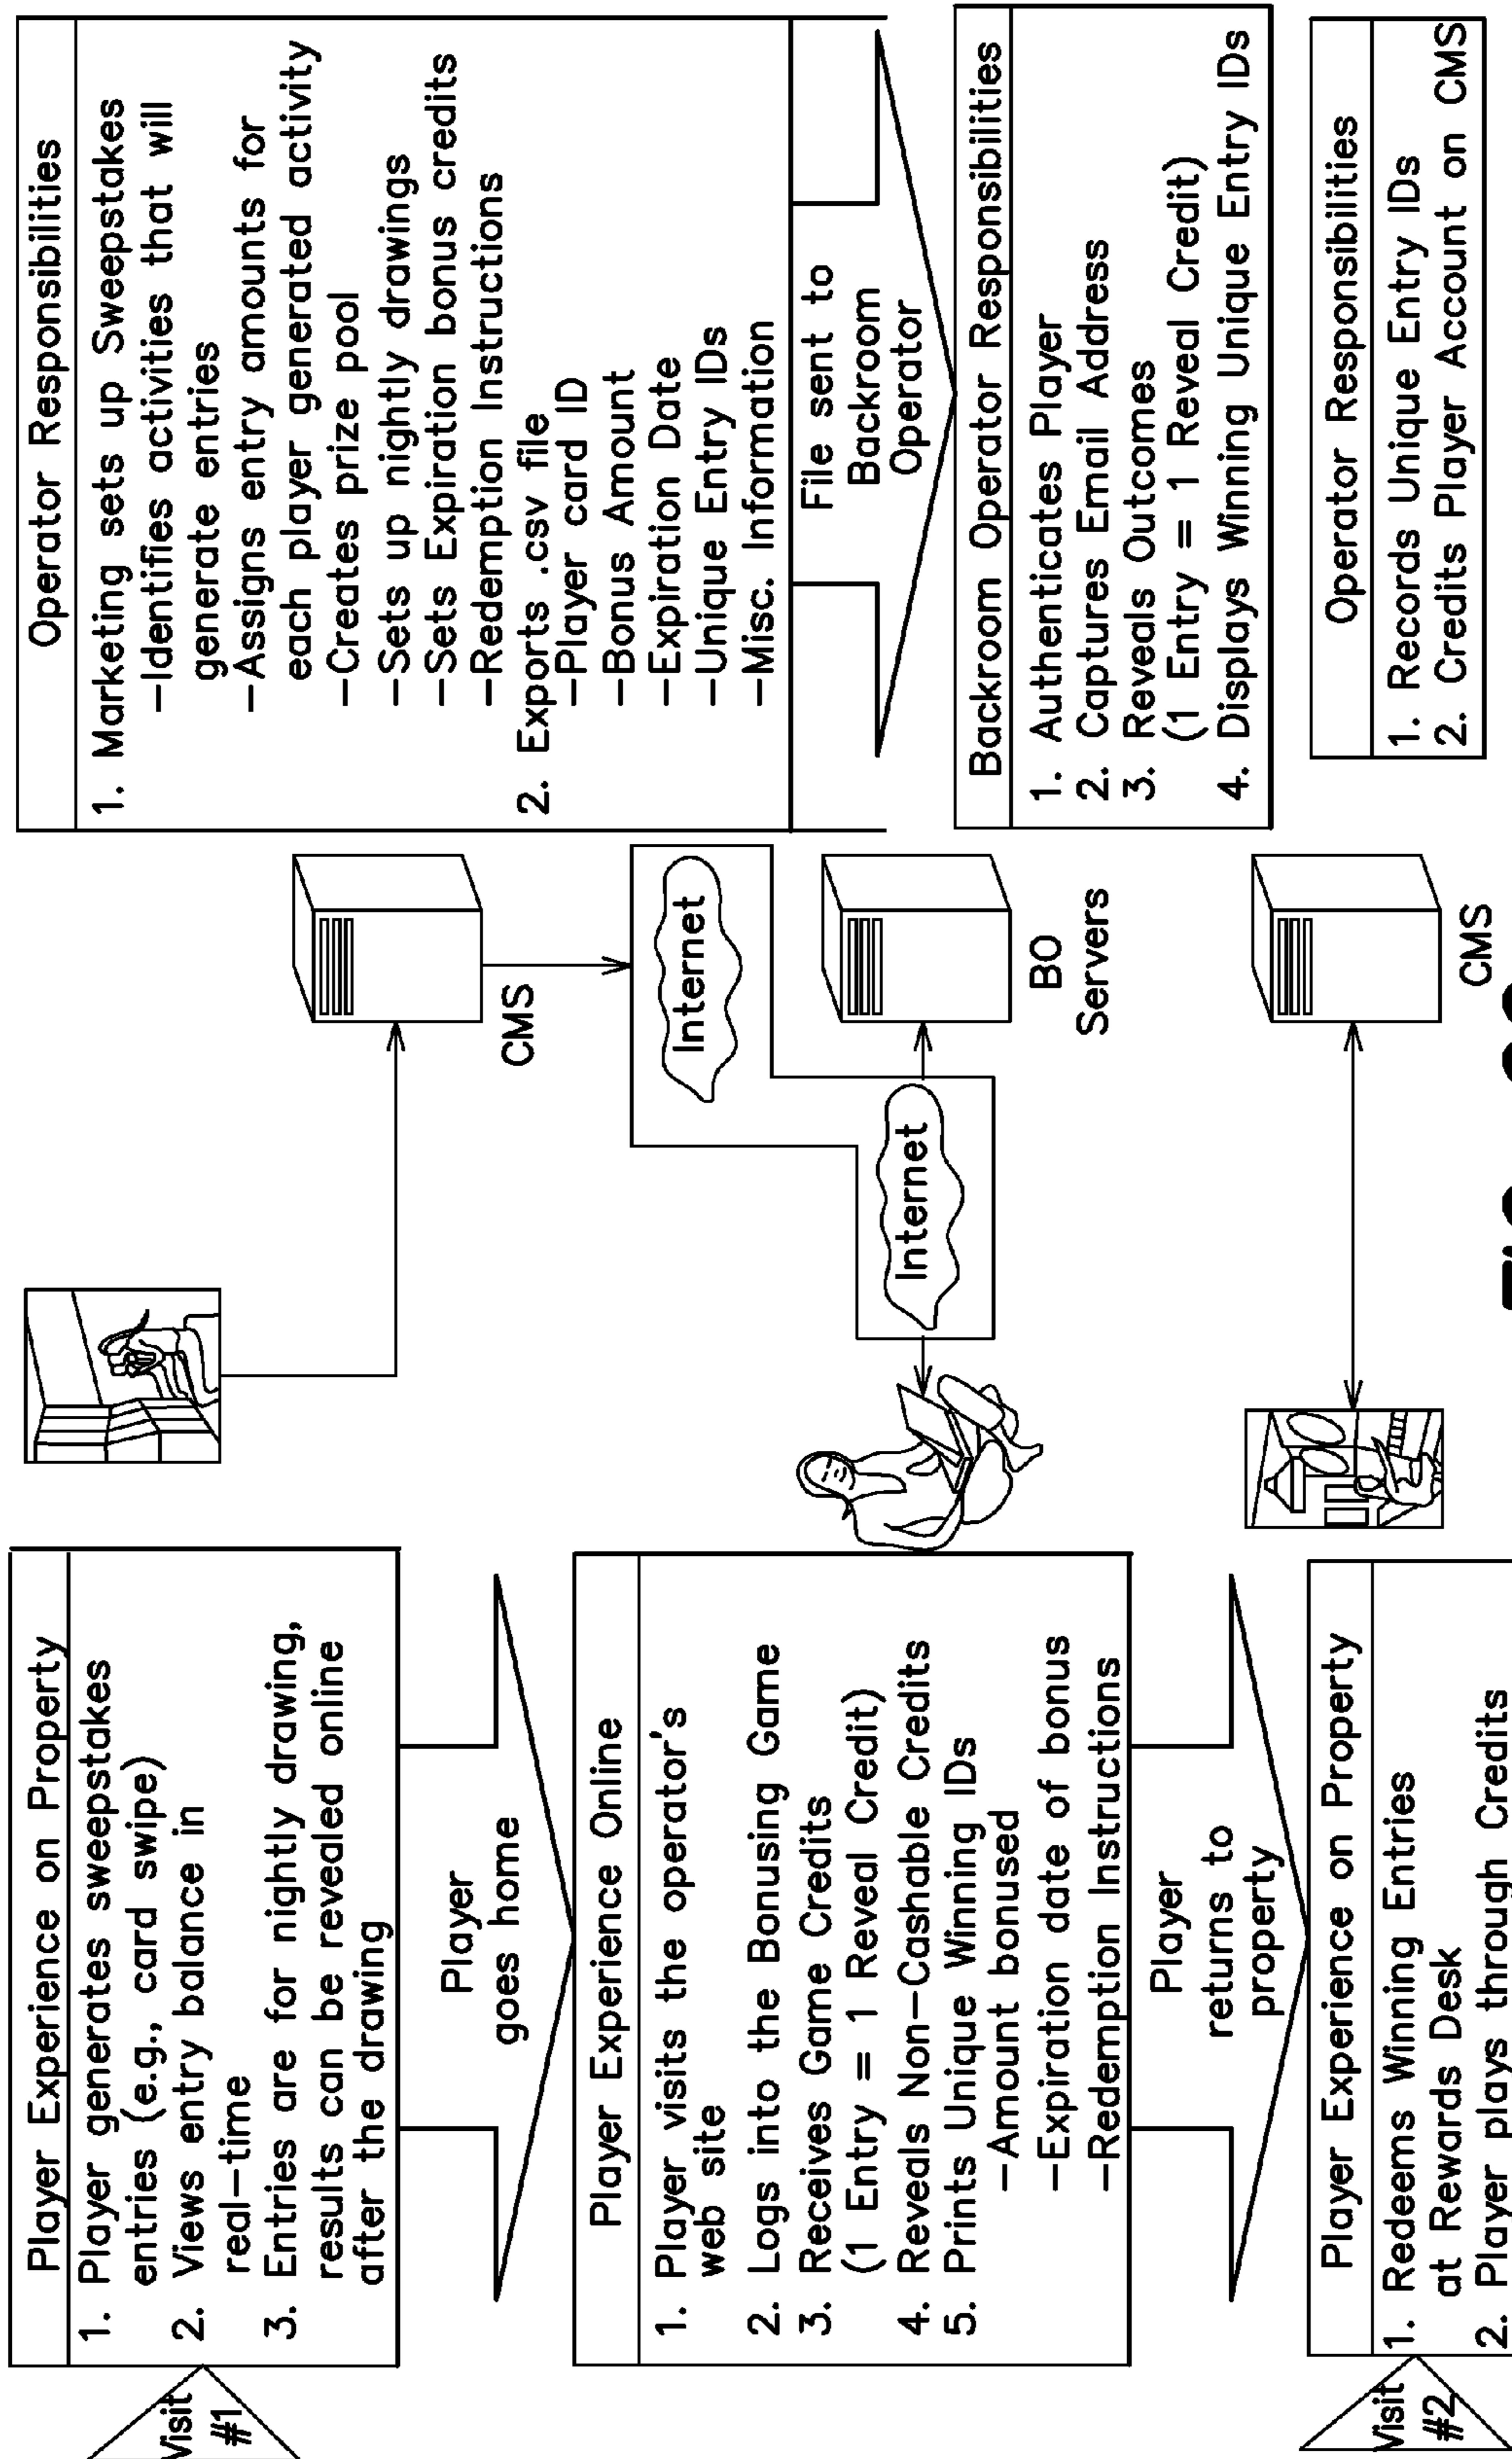 Visit
#1
Player Experience on Property
1. Player generates sweepstakes
entries (e.g., card swipe)
2. Views entry balance in
real-time
3. Entries are for nightly drawing,
results can be revealed online
after the drawing
Player
goes home
Player Experience Online
1. Player visits the operator's
web site
2. Logs into the Bonusing Game
3. Receives Game Credits
(1 Entry = 1 Reveal Credit)
4. Reveals Non-Cashable Credits
5. Prints Unique Winning IDs
-Amount bonused
-Expiration date of bonus
-Redemption Instructions
Player
returns to
property
Visit
#2
Player Experience on Property
1. Redeems Winning Entries
at Rewards Desk
2. Player plays through Credits
CMS
Internet
Internet
BO
Servers
CMS
Operator Responsibilities
1. Marketing sets up Sweepstakes
-Identifies activities that will
generate entries
-Assigns entry amounts for
each player generated activity
-Creates prize pool
-Sets up nightly drawings
-Sets Expiration bonus credits
-Redemption Instructions
2. Exports .csv file
-Player card ID
-Bonus Amount
-Expiration Date
-Unique Entry IDs
-Misc. Information
File sent to
Backroom
Operator
Backroom Operator Responsibilities
1. Authenticates Player
2. Captures Email Address
3. Reveals Outcomes
(1 Entry = 1 Reveal Credit)
4. Displays Winning Unique Entry IDs
Operator Responsibilities
1. Records Unique Entry IDs
2. Credits Player Account on CMS